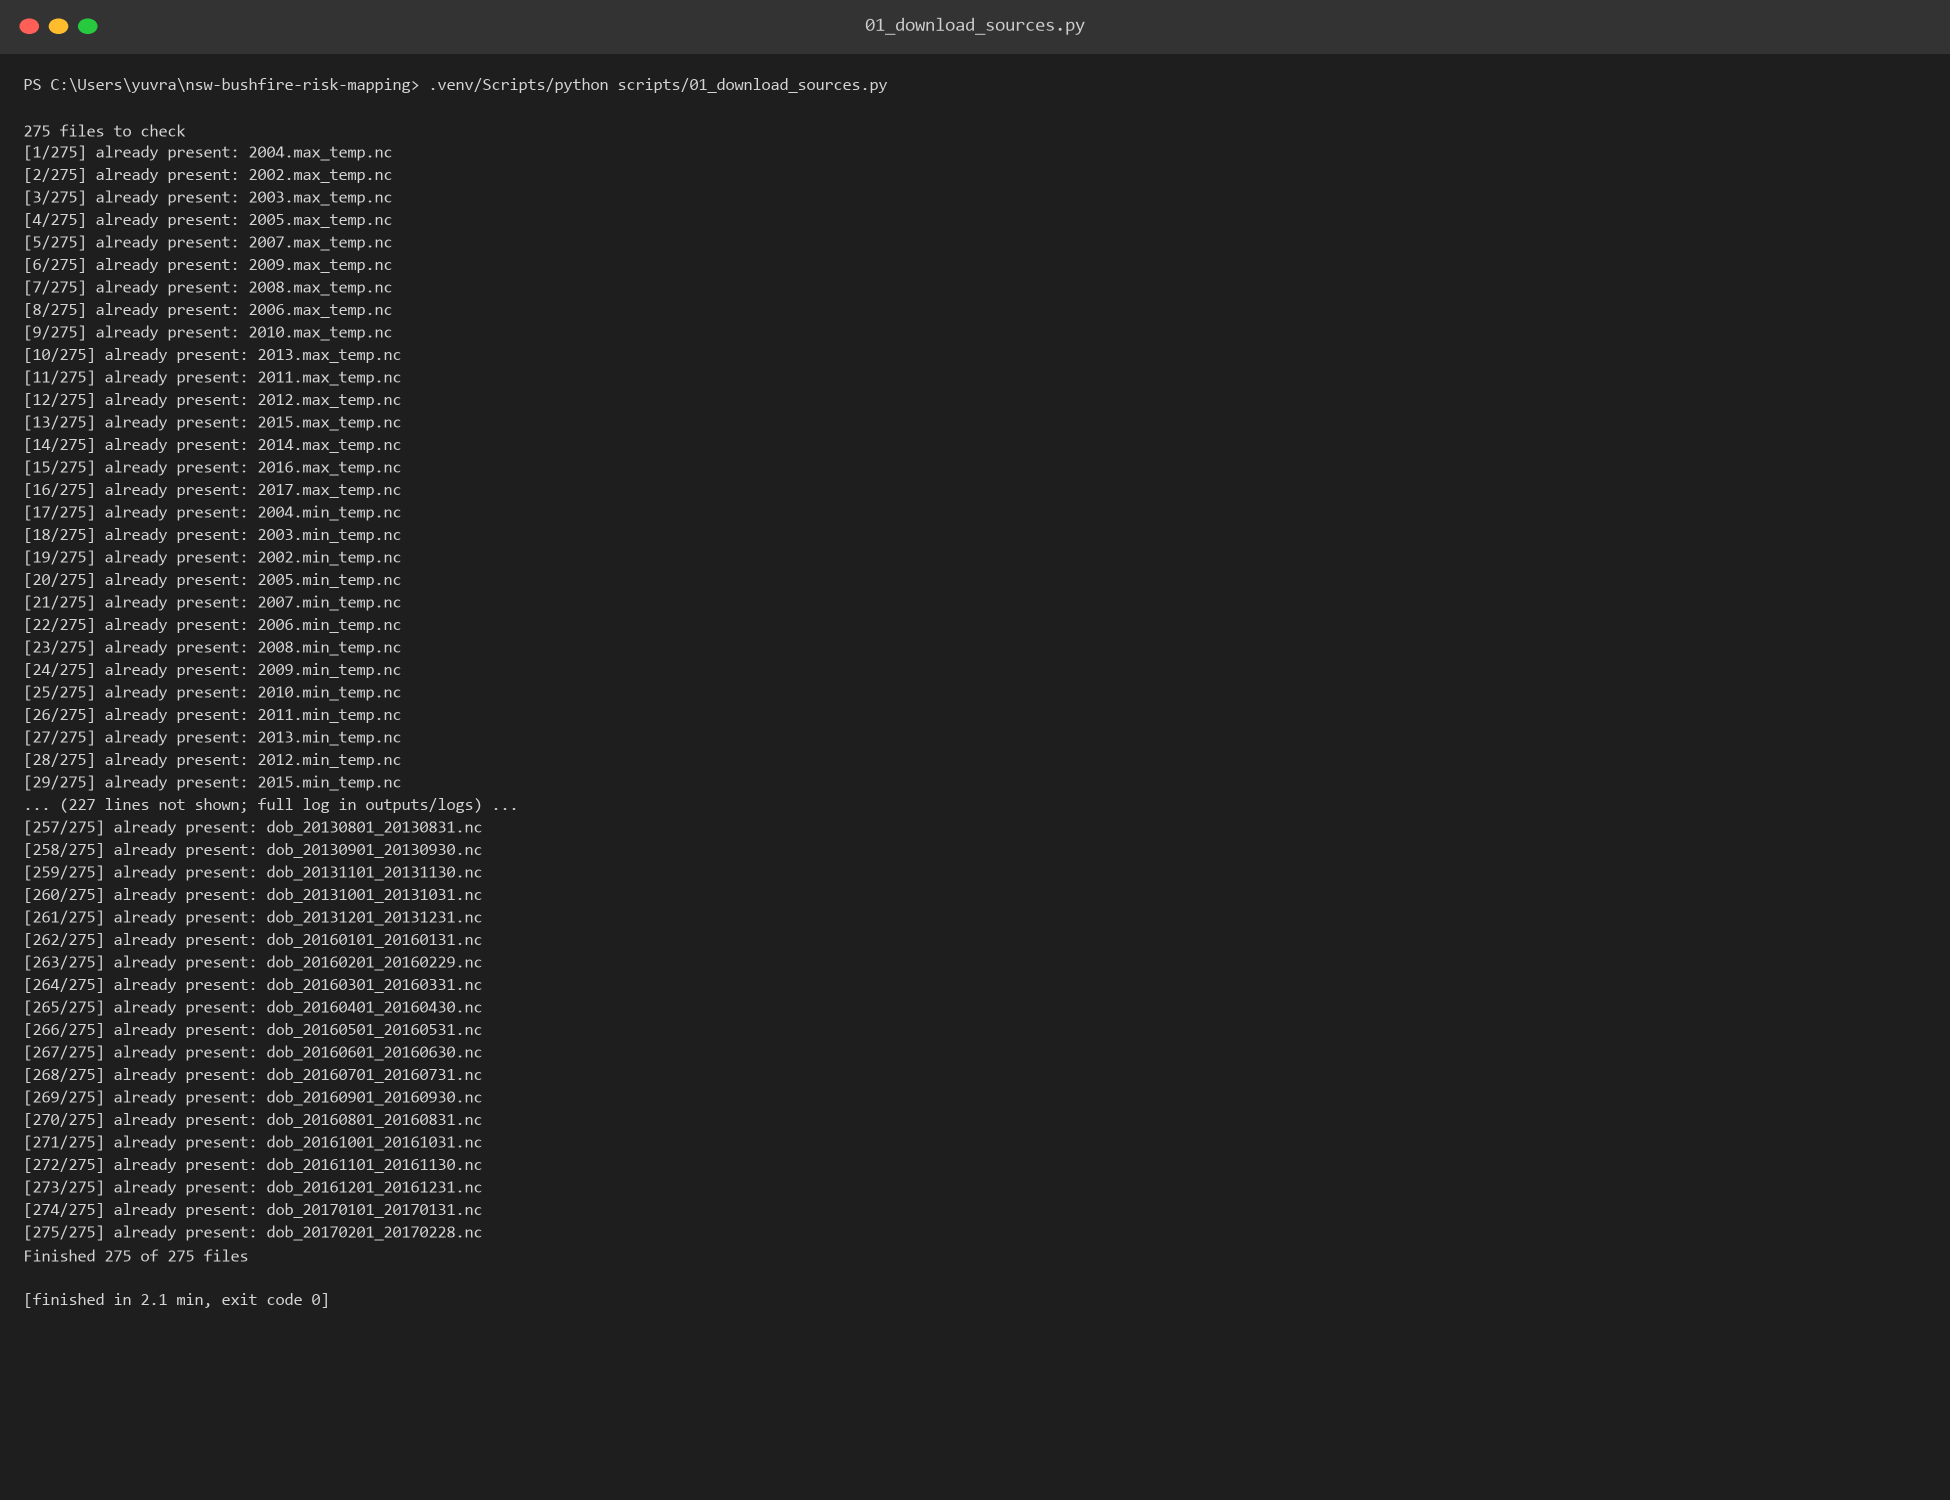 01_download_sources.py
PS C:\Users\yuvra\nsw-bushfire-risk-mapping> .venv/Scripts/python scripts/01_download_sources.py
275 files to check
[1/275] already present: 2004.max_temp.nc
[2/275] already present: 2002.max_temp.nc
[3/275] already present: 2003.max_temp.nc
[4/275] already present: 2005.max_temp.nc
[5/275] already present: 2007.max_temp.nc
[6/275] already present: 2009.max_temp.nc
[7/275] already present: 2008.max_temp.nc
[8/275] already present: 2006.max_temp.nc
[9/275] already present: 2010.max_temp.nc
[10/275] already present: 2013.max_temp.nc
[11/275] already present: 2011.max_temp.nc
[12/275] already present: 2012.max_temp.nc
[13/275] already present: 2015.max_temp.nc
[14/275] already present: 2014.max_temp.nc
[15/275] already present: 2016.max_temp.nc
[16/275] already present: 2017.max_temp.nc
[17/275] already present: 2004.min_temp.nc
[18/275] already present: 2003.min_temp.nc
[19/275] already present: 2002.min_temp.nc
[20/275] already present: 2005.min_temp.nc
[21/275] already present: 2007.min_temp.nc
[22/275] already present: 2006.min_temp.nc
[23/275] already present: 2008.min_temp.nc
[24/275] already present: 2009.min_temp.nc
[25/275] already present: 2010.min_temp.nc
[26/275] already present: 2011.min_temp.nc
[27/275] already present: 2013.min_temp.nc
[28/275] already present: 2012.min_temp.nc
[29/275] already present: 2015.min_temp.nc
... (227 lines not shown; full log in outputs/logs) ...
[257/275] already present: dob_20130801_20130831.nc
[258/275] already present: dob_20130901_20130930.nc
[259/275] already present: dob_20131101_20131130.nc
[260/275] already present: dob_20131001_20131031.nc
[261/275] already present: dob_20131201_20131231.nc
[262/275] already present: dob_20160101_20160131.nc
[263/275] already present: dob_20160201_20160229.nc
[264/275] already present: dob_20160301_20160331.nc
[265/275] already present: dob_20160401_20160430.nc
[266/275] already present: dob_20160501_20160531.nc
[267/275] already present: dob_20160601_20160630.nc
[268/275] already present: dob_20160701_20160731.nc
[269/275] already present: dob_20160901_20160930.nc
[270/275] already present: dob_20160801_20160831.nc
[271/275] already present: dob_20161001_20161031.nc
[272/275] already present: dob_20161101_20161130.nc
[273/275] already present: dob_20161201_20161231.nc
[274/275] already present: dob_20170101_20170131.nc
[275/275] already present: dob_20170201_20170228.nc
Finished 275 of 275 files
[finished in 2.1 min, exit code 0]